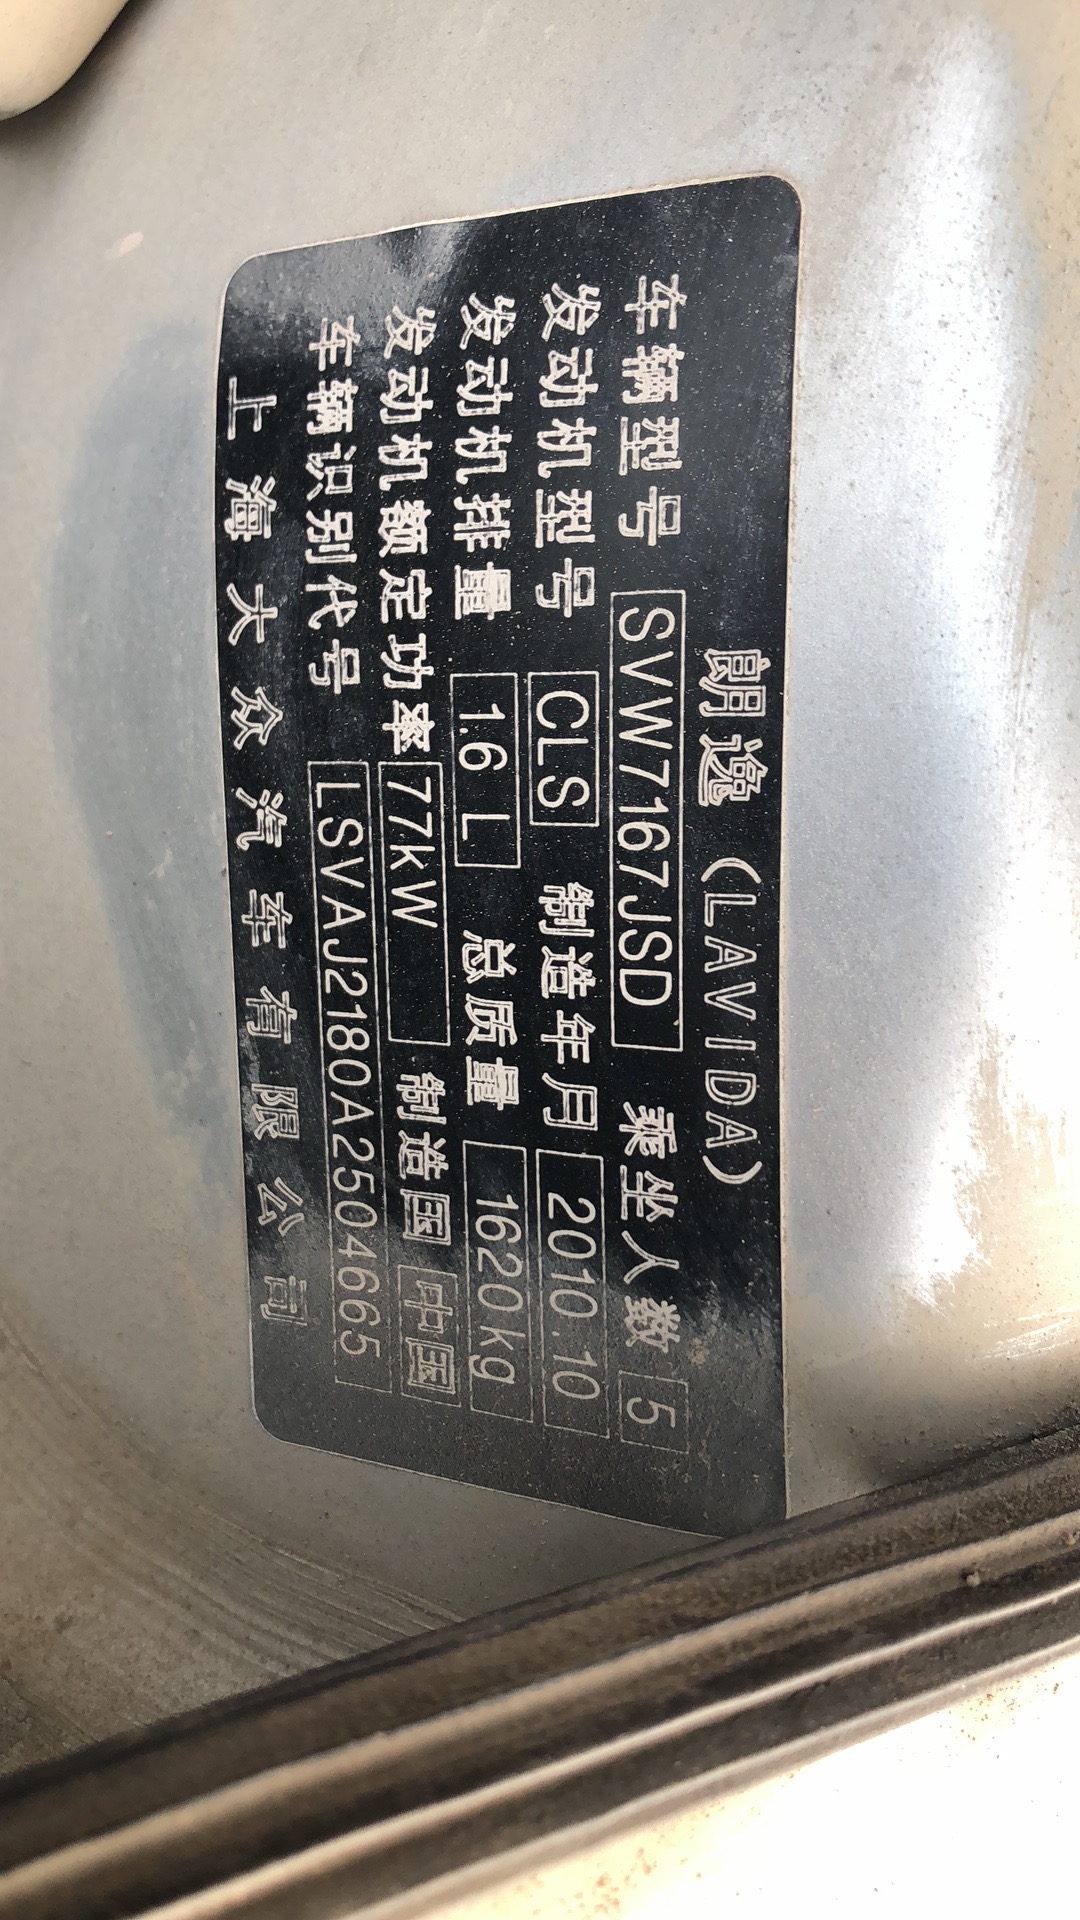 朗逸(LAVIDA)
车辆型号 SVW7167JSD 乘坐人数 5
发动机型号 CLS 制造年月 2010.10
发动机排量 1.6 L 总质量 1620kg
发动机额定功率 77kW 制造国 中国
车辆识别代号 LSVAJ2180A2504665
上海大众汽车有限公司